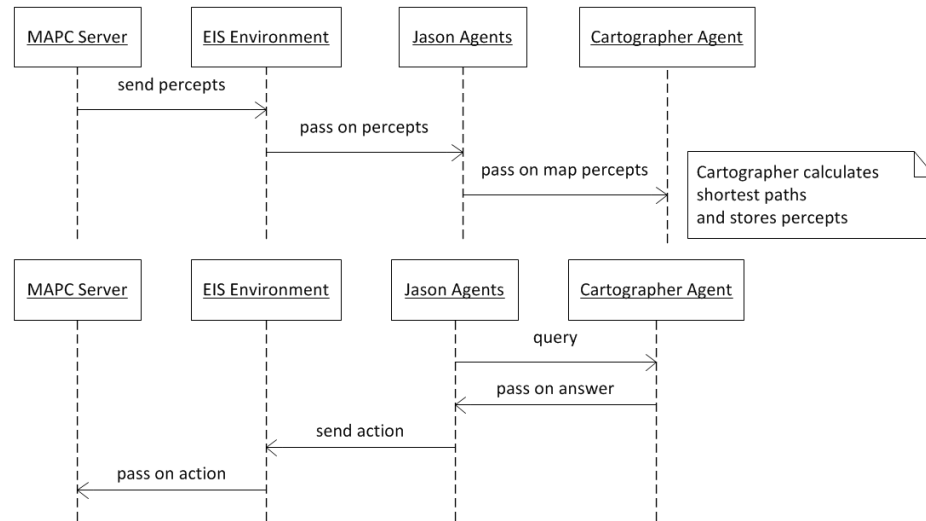 MAPC Server
EIS Environment
Jason Agents
Cartographer Agent
send percepts
pass on percepts
pass on map percepts
Cartographer calculates
shortest paths
and stores percepts
MAPC Server
EIS Environment
Jason Agents
Cartographer Agent
query
pass on answer
send action
pass on action